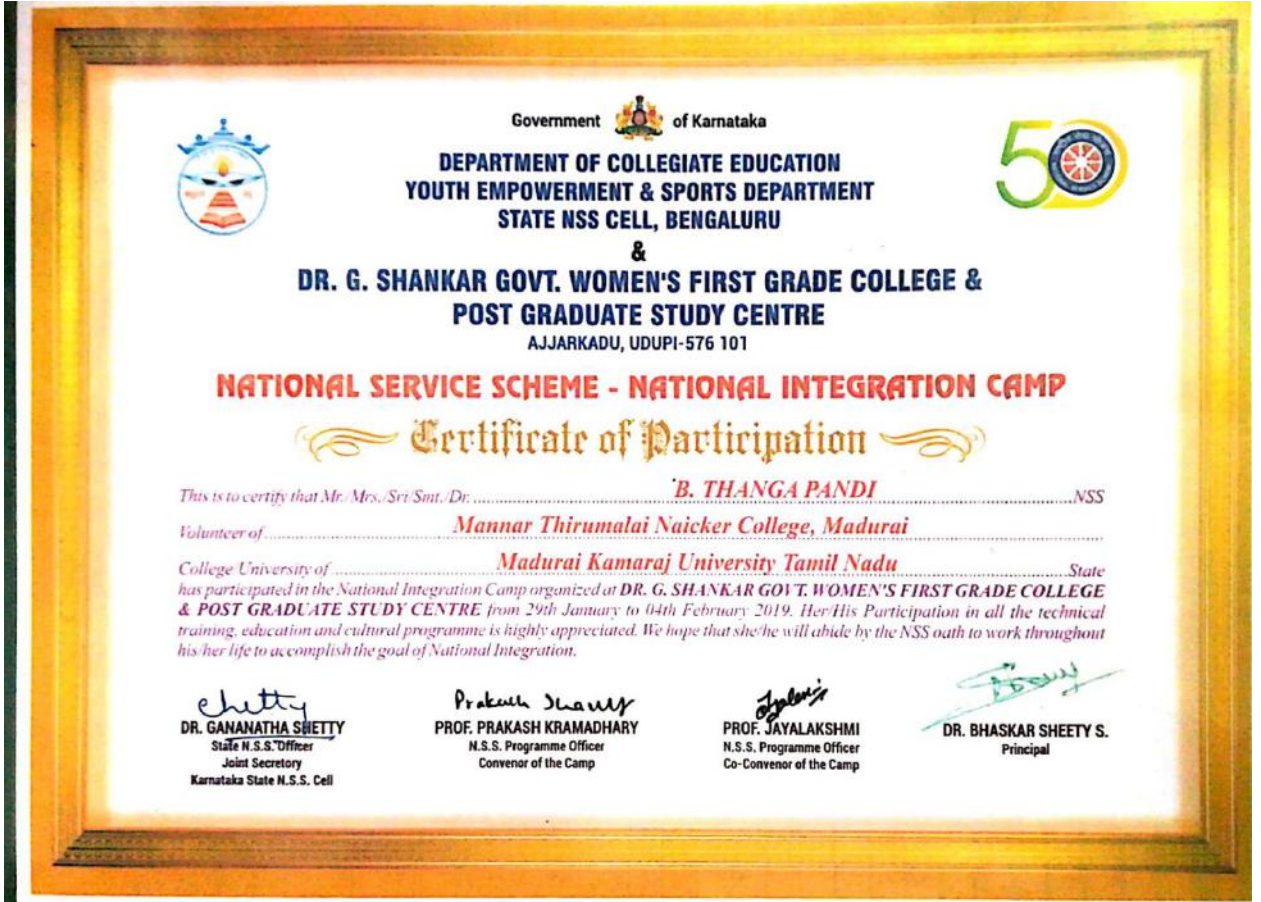 Government of Karnataka
DEPARTMENT OF COLLEGIATE EDUCATION
YOUTH EMPOWERMENT & SPORTS DEPARTMENT
STATE NSS CELL, BENGALURU
&
DR. G. SHANKAR GOVT. WOMEN'S FIRST GRADE COLLEGE &
POST GRADUATE STUDY CENTRE
AJJARKADU, UDUPI-576 101
50
NATIONAL SERVICE SCHEME - NATIONAL INTEGRATION CAMP
Certificate of Participation
This is to certify that Mr./Mrs./Sri/Smt./Dr. B. THANGA PANDI NSS
Volunteer of Mannar Thirumalai Naicker College, Madurai
College University of Madurai Kamaraj University Tamil Nadu State
has participated in the National Integration Camp organized at DR. G. SHANKAR GOVT. WOMEN'S FIRST GRADE COLLEGE
& POST GRADUATE STUDY CENTRE from 29th January to 04th February 2019. Her/His Participation in all the technical
training, education and cultural programme is highly appreciated. We hope that she/he will abide by the NSS oath to work throughout
his/her life to accomplish the goal of National Integration.
Chetty
DR. GANANATHA SHETTY
State N.S.S. Officer
Joint Secretary
Karnataka State N.S.S. Cell
Prakash
PROF. PRAKASH KRAMADHARY
N.S.S. Programme Officer
Convenor of the Camp
PROF. JAYALAKSHMI
N.S.S. Programme Officer
Co-Convenor of the Camp
DR. BHASKAR SHEETY S.
Principal